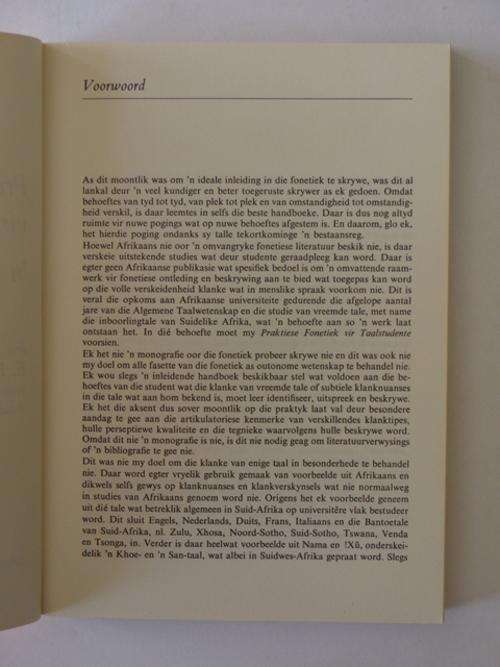 Voorwoord
As dit moontlik was om 'n ideale inleiding in die fonetiek te skrywe, was dit al
lankal deur 'n veel kundiger en beter toegeruste skrywer as ek gedoen. Omdat
behoeftes van tyd tot tyd, van plek tot plek en van omstandigheid tot omstandig-
heid verskil, is daar leemtes in selfs die beste handboeke. Daar is dus nog altyd
ruimte vir nuwe pogings wat op nuwe behoeftes afgestem is. En daarom, glo ek,
het hierdie poging ondanks sy talle tekortkominge 'n bestaansreg.
Hoewel Afrikaans nie oor 'n omvangryke fonetiese literatuur beskik nie, is daar
verskeie uitstekende studies wat deur studente geraadpleeg kan word. Daar is
egter geen Afrikaanse publikasie wat spesifiek bedoel is om 'n omvattende raam-
werk vir fonetiese ontleding en beskrywing aan te bied wat toegepas kan word
op die volle verskeidenheid klanke wat in menslike spraak voorkom nie. Dit is
veral die opkoms aan Afrikaanse universiteite gedurende die afgelope aantal
jare van die Algemene Taalwetenskap en die studie van vreemde tale, met name
die inboorlingtale van Suidelike Afrika, wat 'n behoefte aan so 'n werk laat
ontstaan het. In dié behoefte moet my Praktiese Fonetiek vir Taalstudente
voorsien.
Ek het nie 'n monografie oor die fonetiek probeer skrywe nie en dit was ook nie
my doel om alle fasette van die fonetiek as outonome wetenskap te behandel nie.
Ek wou slegs 'n inleidende handboek beskikbaar stel wat voldoen aan die be-
hoeftes van die student wat die klanke van vreemde tale of subtiele klanknuanses
in die tale wat aan hom bekend is, moet leer identifiseer, uitspreek en beskrywe.
Ek het die aksent dus sover moontlik op die praktyk laat val deur besondere
aandag te gee aan die artikulatoriese kenmerke van verskillendes klanktipes,
hulle perseptiewe kwaliteite en die tegnieke waarvolgens hulle beskrywe word.
Omdat dit nie 'n monografie is nie, is dit nie nodig geag om literatuurverwysings
of 'n bibliografie te gee nie.
Dit was nie my doel om die klanke van enige taal in besonderhede te behandel
nie. Daar word egter vryelik gebruik gemaak van voorbeelde uit Afrikaans en
dikwels selfs gewys op klanknuanses en klankverskynsels wat nie normaalweg
in studies van Afrikaans genoem word nie. Origens het ek voorbeelde geneem
uit dié tale wat betreklik algemeen in Suid-Afrika op universitêre vlak bestudeer
word. Dit sluit Engels, Nederlands, Duits, Frans, Italiaans en die Bantoetale
van Suid-Afrika, nl. Zulu, Xhosa, Noord-Sotho, Suid-Sotho, Tswana, Venda
en Tsonga, in. Verder is daar heelwat voorbeelde uit Nama en !Xũ, onderskei-
delik 'n Khoe- en 'n San-taal, wat albei in Suidwes-Afrika gepraat word. Slegs